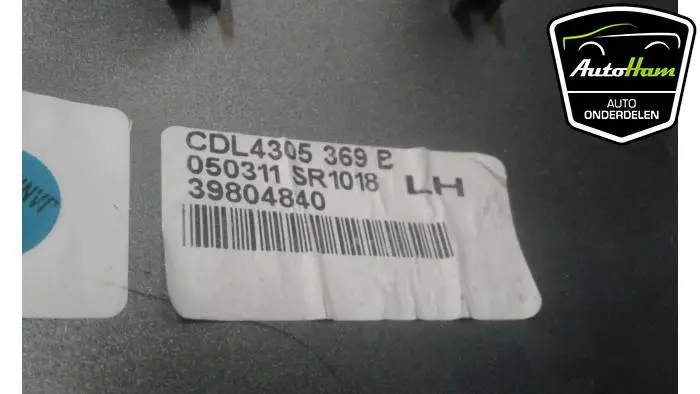 CDL4305 369 E
050311 SR1018 LH
39804840
AutoHam
AUTO
ONDERDELEN